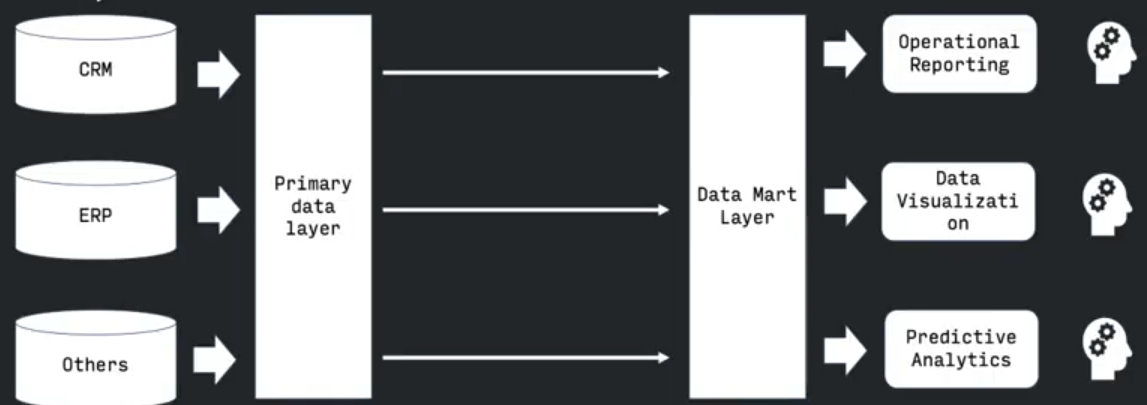 CRM
ERP
Others
Primary
data
layer
Data Mart
Layer
Operational
Reporting
Data
Visualizati
on
Predictive
Analytics